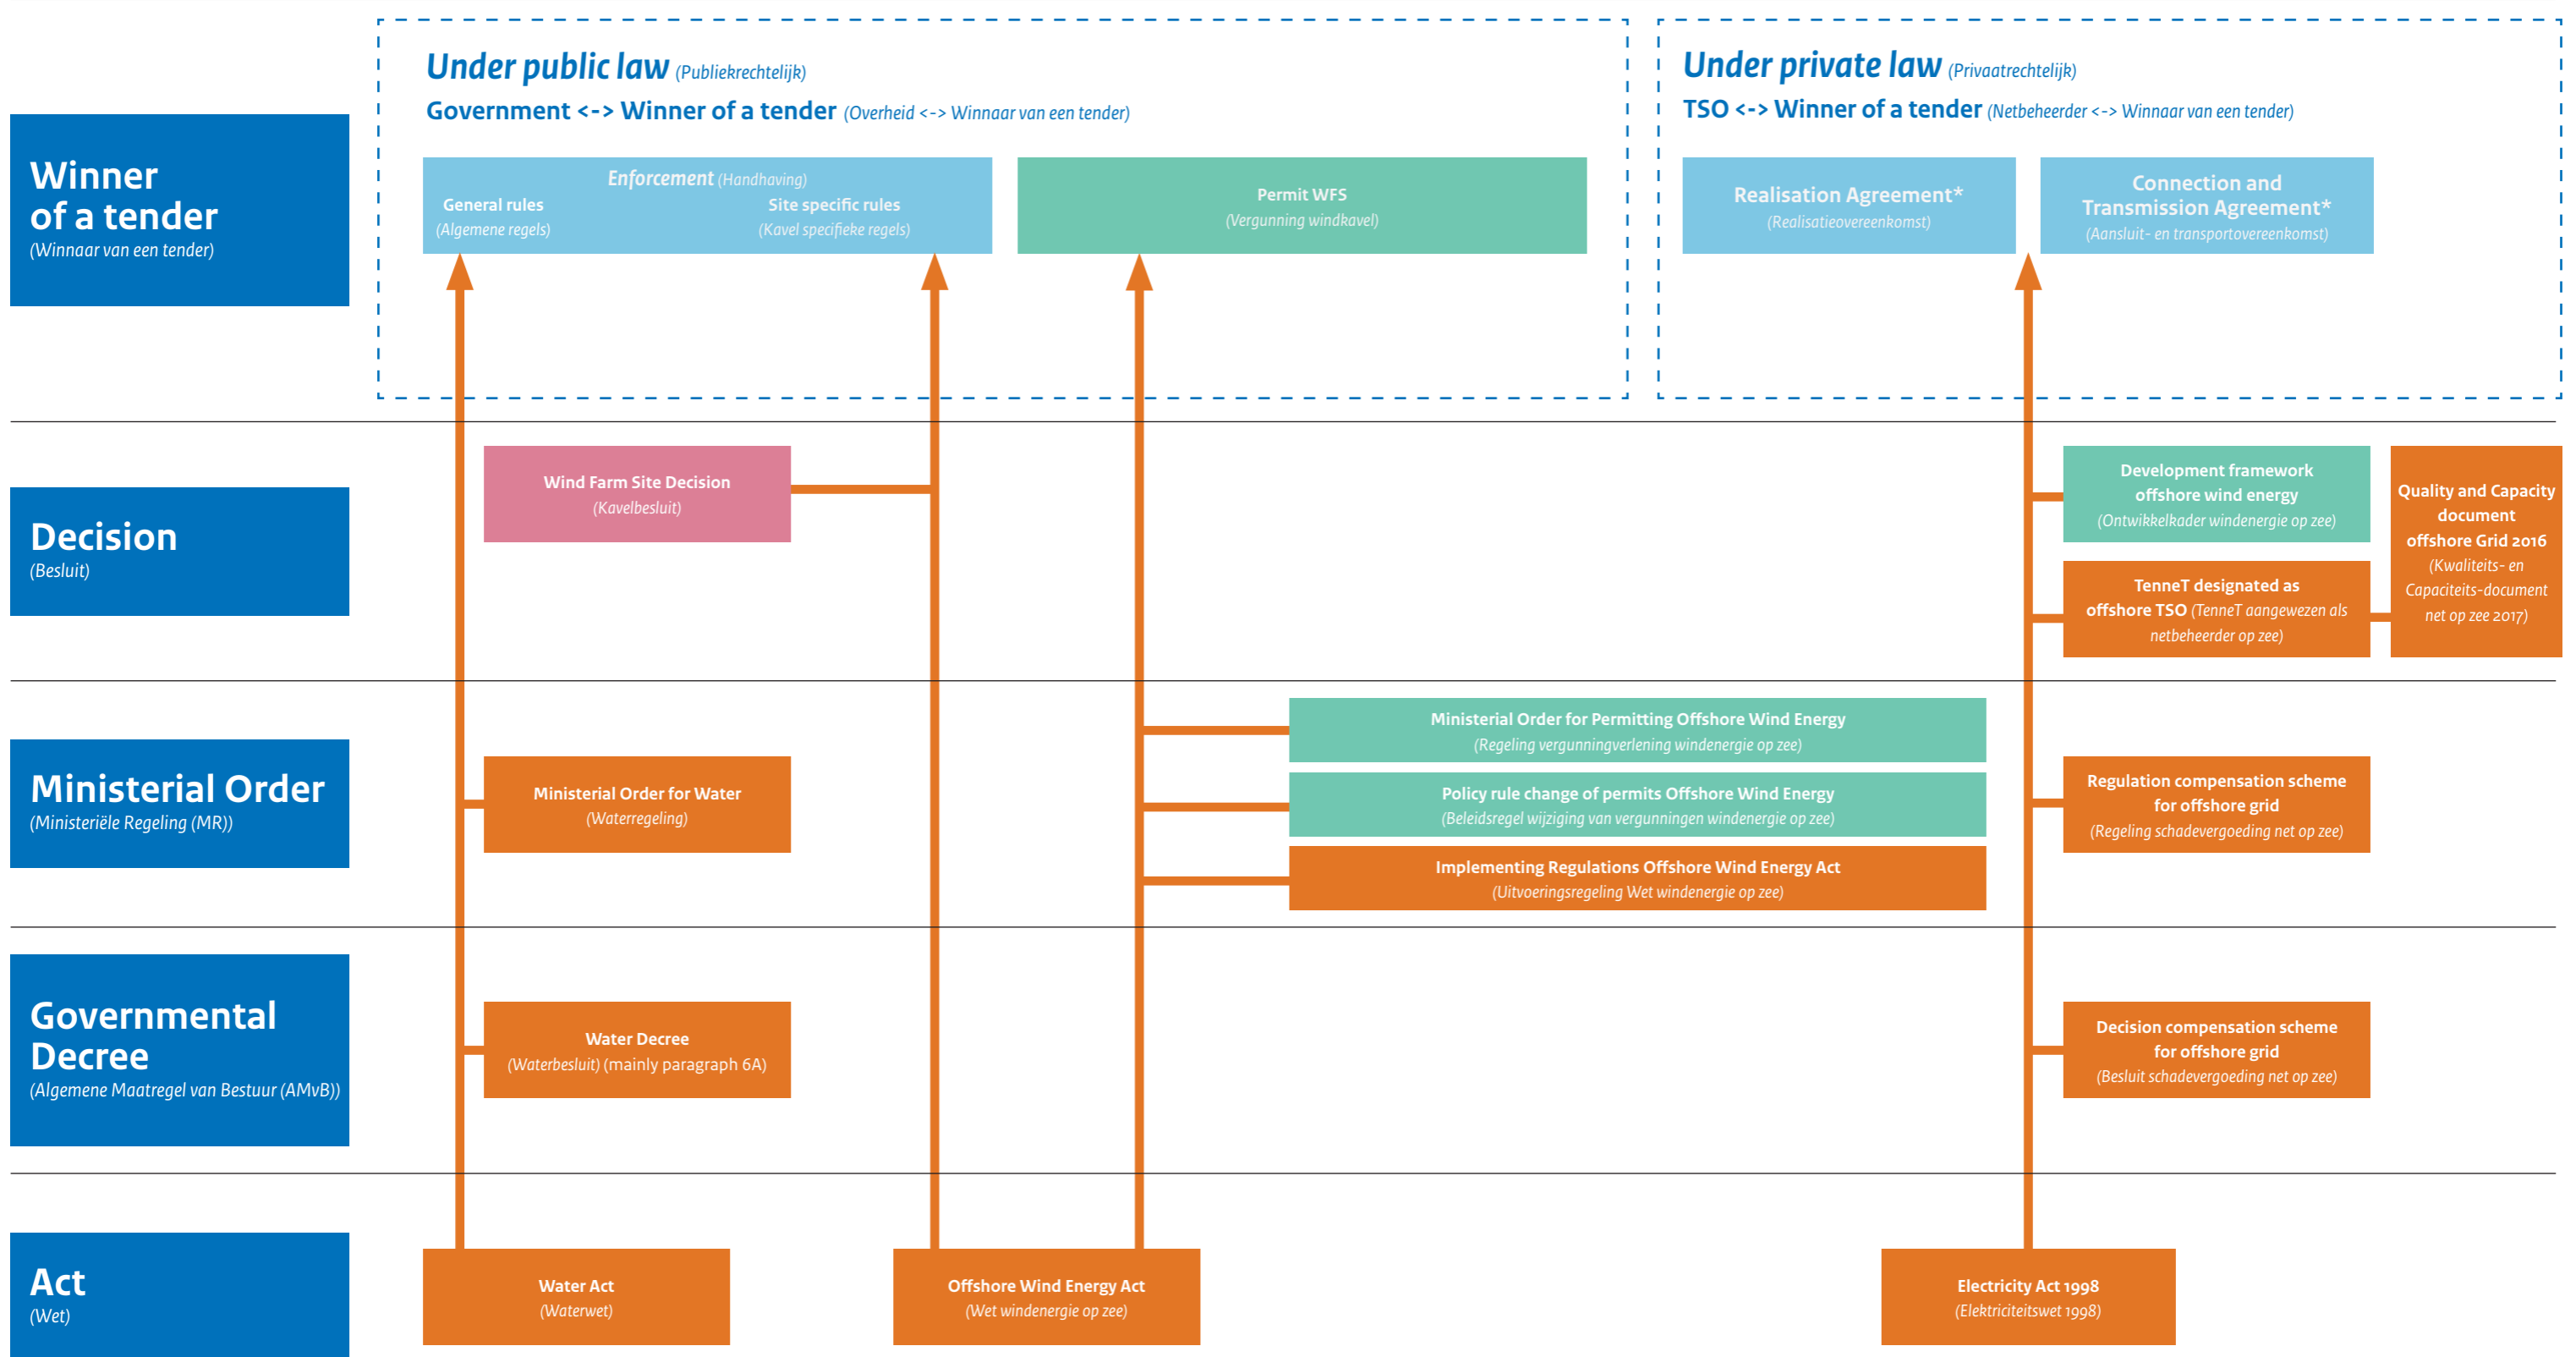 Under public law (Publiekrechtelijk)
Government <-> Winner of a tender (Overheid <-> Winnaar van een tender)
Under private law (Privaatrechtelijk)
TSO <-> Winner of a tender (Netbeheerder <-> Winnaar van een tender)
Winner
of a tender
(Winnaar van een tender)
Enforcement (Handhaving)
General rules
(Algemene regels)
Site specific rules
(Kavel specifieke regels)
Permit WFS
(Vergunning windkavel)
Realisation Agreement*
(Realisatieovereenkomst)
Connection and
Transmission Agreement*
(Aansluit- en transportovereenkomst)
Decision
(Besluit)
Wind Farm Site Decision
(Kavelbesluit)
Development framework
offshore wind energy
(Ontwikkelkader windenergie op zee)
TenneT designated as
offshore TSO (TenneT aangewezen als
netbeheerder op zee)
Quality and Capacity
document
offshore Grid 2016
(Kwaliteits- en
Capaciteits-document
net op zee 2017)
Ministerial Order
(Ministeriële Regeling (MR))
Ministerial Order for Water
(Waterregeling)
Ministerial Order for Permitting Offshore Wind Energy
(Regeling vergunningverlening windenergie op zee)
Policy rule change of permits Offshore Wind Energy
(Beleidsregel wijziging van vergunningen windenergie op zee)
Implementing Regulations Offshore Wind Energy Act
(Uitvoeringsregeling Wet windenergie op zee)
Regulation compensation scheme
for offshore grid
(Regeling schadevergoeding net op zee)
Governmental
Decree
(Algemene Maatregel van Bestuur (AMvB))
Water Decree
(Waterbesluit) (mainly paragraph 6A)
Decision compensation scheme
for offshore grid
(Besluit schadevergoeding net op zee)
Act
(Wet)
Water Act
(Waterwet)
Offshore Wind Energy Act
(Wet windenergie op zee)
Electricity Act 1998
(Elektriciteitswet 1998)